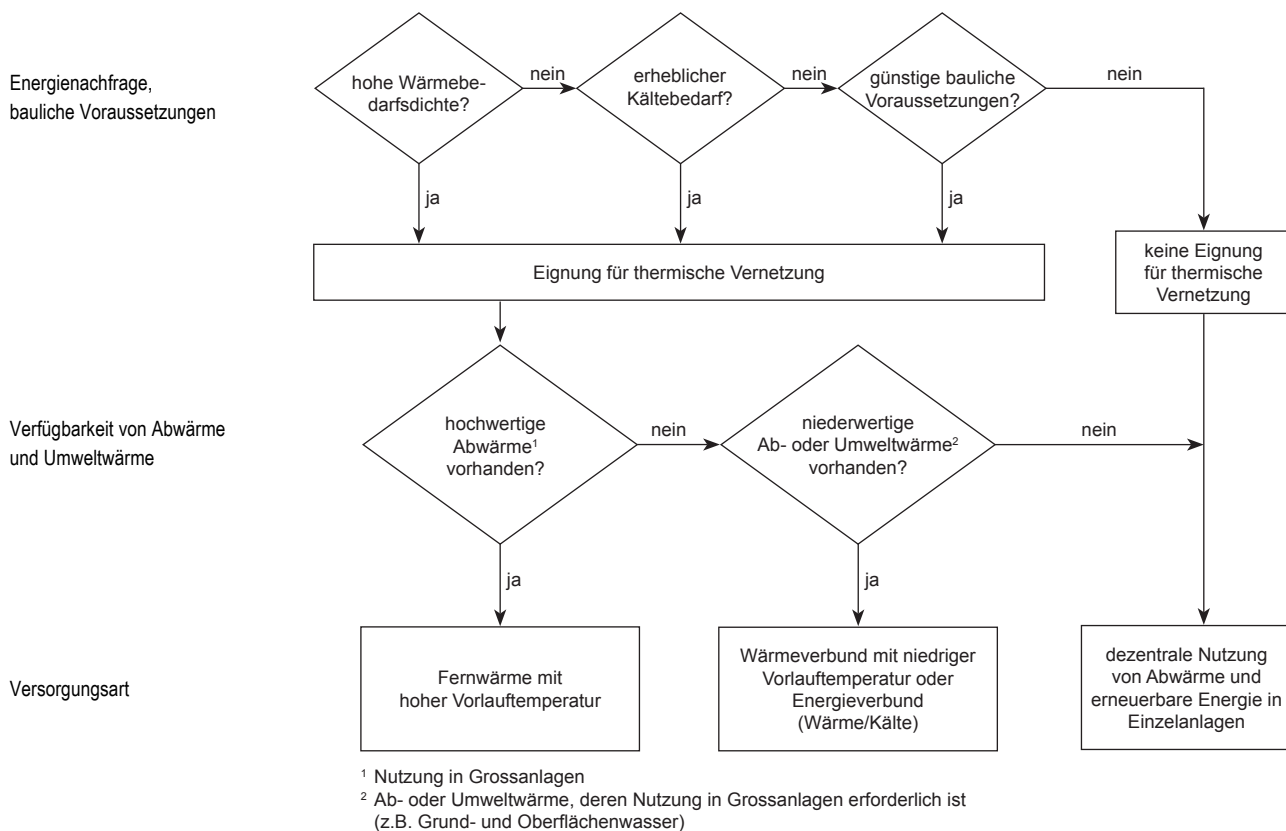 Energienachfrage,
bauliche Voraussetzungen
hohe Wärmebe-
darfsdichte?
nein
erheblicher
Kältebedarf?
nein
günstige bauliche
Voraussetzungen?
nein
ja
ja
ja
Eignung für thermische Vernetzung
keine Eignung
für thermische
Vernetzung
Verfügbarkeit von Abwärme
und Umweltwärme
hochwertige
Abwärme¹
vorhanden?
nein
niederwertige
Ab- oder Umweltwärme²
vorhanden?
nein
ja
ja
Versorgungsart
Fernwärme mit
hoher Vorlauftemperatur
Wärmeverbund mit niedriger
Vorlauftemperatur oder
Energieverbund
(Wärme/Kälte)
dezentrale Nutzung
von Abwärme und
erneuerbare Energie in
Einzelanlagen
¹ Nutzung in Grossanlagen
² Ab- oder Umweltwärme, deren Nutzung in Grossanlagen erforderlich ist
(z.B. Grund- und Oberflächenwasser)